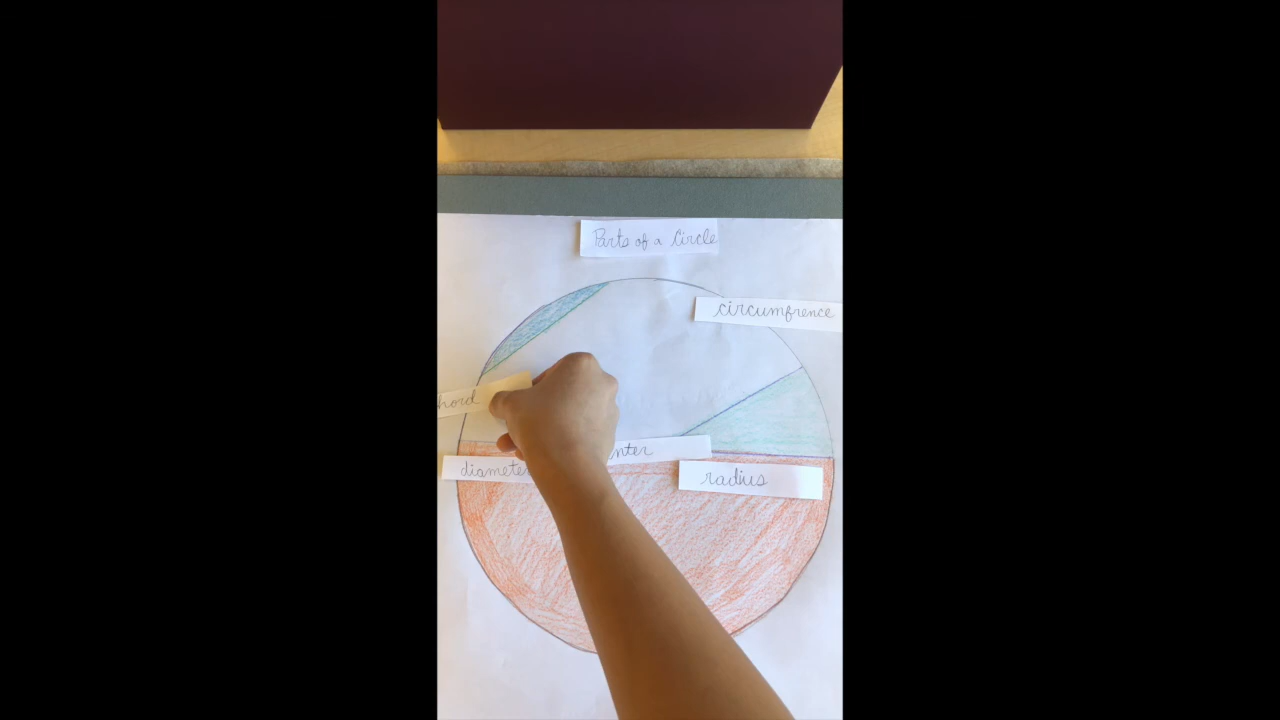 Parts of a Circle
circumfrence
hord
nter
diamete
radius